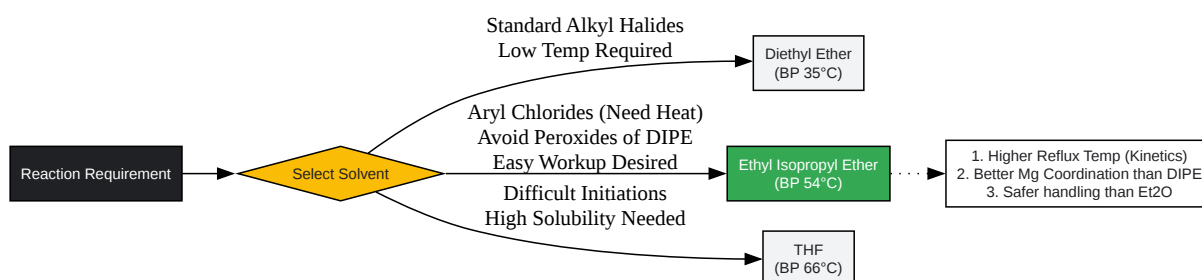 Reaction Requirement
Select Solvent
Standard Alkyl Halides
Low Temp Required
Diethyl Ether
(BP 35°C)
Aryl Chlorides (Need Heat)
Avoid Peroxides of DIPE
Easy Workup Desired
Ethyl Isopropyl Ether
(BP 54°C)
1. Higher Reflux Temp (Kinetics)
2. Better Mg Coordination than DIPE
3. Safer handling than Et2O
Difficult Initiations
High Solubility Needed
THF
(BP 66°C)